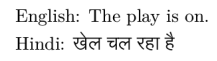 English: The play is on.
Hindi: खेल चल रहा है